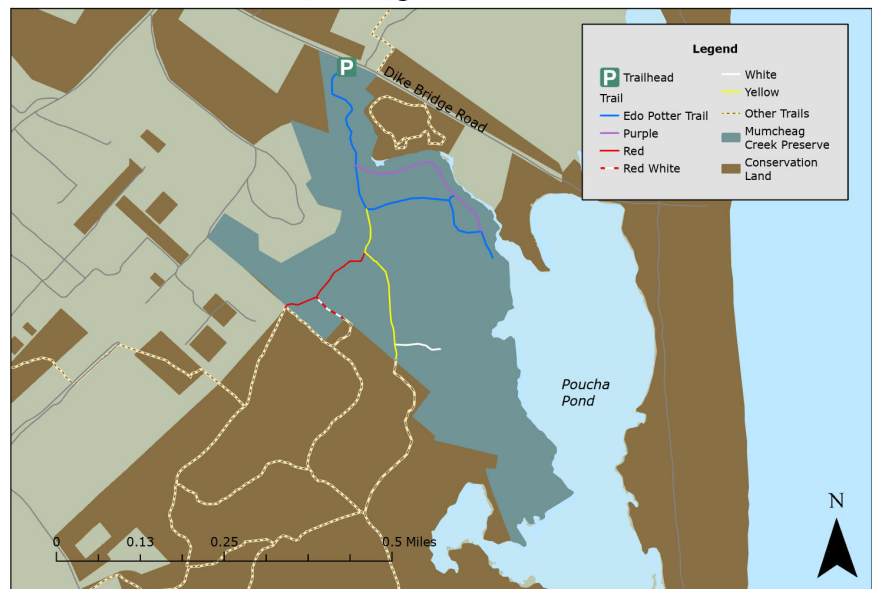 P
Dike Bridge Road
Legend
P Trailhead
Trail
Edo Potter Trail
Purple
Red
Red White
White
Yellow
Other Trails
Mumcheag
Creek Preserve
Conservation
Land
Poucha
Pond
N
0 0.13 0.25 0.5 Miles